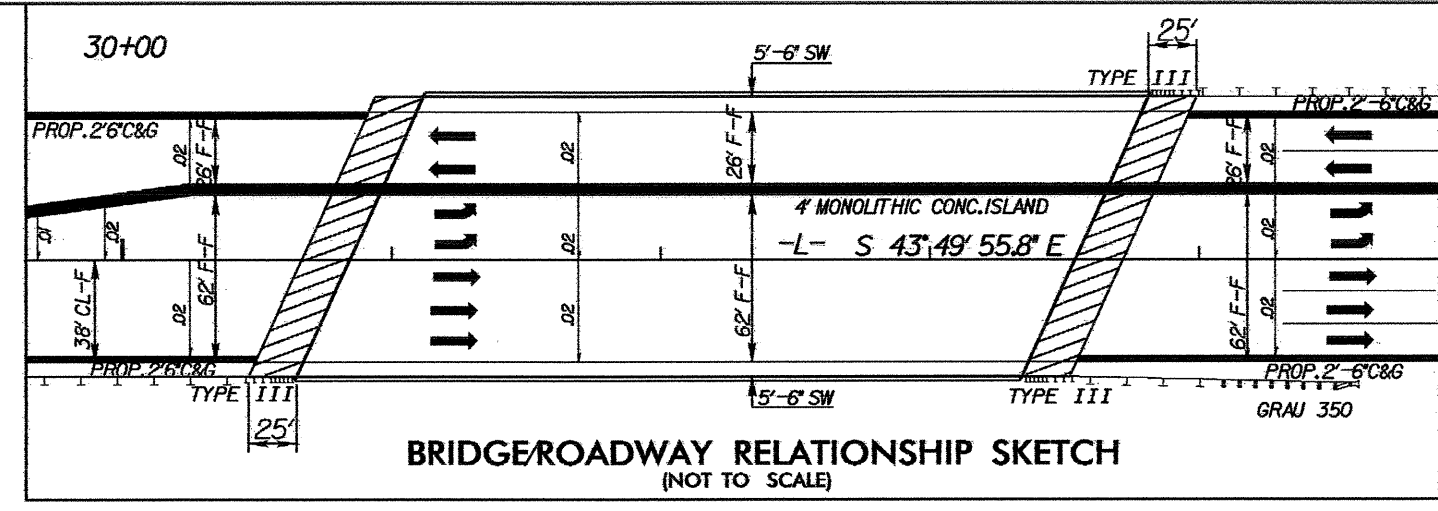 30+00
25'
5'-6" SW
TYPE III
PROP. 2'-6"C&G
PROP. 2'6"C&G
.02
26' F-F
.02
26' F-F
26' F-F
.02
4' MONOLITHIC CONC. ISLAND
-L- S 43° 49' 55.8" E
.01
.02
62' F-F
.02
62' F-F
62' F-F
.02
38' CL-F
.02
.02
.02
PROP. 2'6"C&G
PROP. 2'-6"C&G
TYPE III
5'-6" SW
TYPE III
GRAU 350
25'
BRIDGE/ROADWAY RELATIONSHIP SKETCH
(NOT TO SCALE)